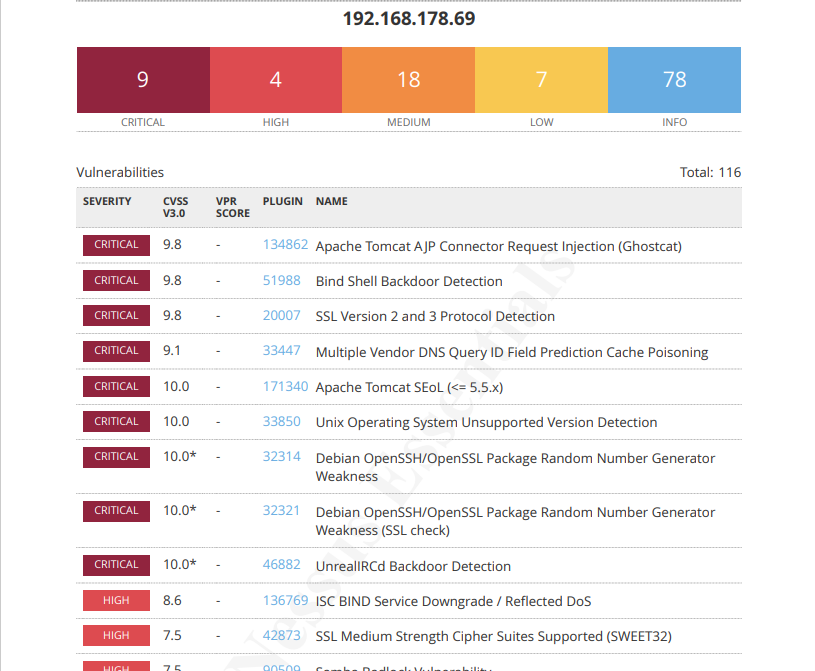 192.168.178.69
9 4 18 7 78
CRITICAL HIGH MEDIUM LOW INFO
Vulnerabilities Total: 116
SEVERITY CVSS V3.0 VPR SCORE PLUGIN NAME
CRITICAL 9.8 - 134862 Apache Tomcat AJP Connector Request Injection (Ghostcat)
CRITICAL 9.8 - 51988 Bind Shell Backdoor Detection
CRITICAL 9.8 - 20007 SSL Version 2 and 3 Protocol Detection
CRITICAL 9.1 - 33447 Multiple Vendor DNS Query ID Field Prediction Cache Poisoning
CRITICAL 10.0 - 171340 Apache Tomcat SEoL (<= 5.5.x)
CRITICAL 10.0 - 33850 Unix Operating System Unsupported Version Detection
CRITICAL 10.0* - 32314 Debian OpenSSH/OpenSSL Package Random Number Generator
Weakness
CRITICAL 10.0* - 32321 Debian OpenSSH/OpenSSL Package Random Number Generator
Weakness (SSL check)
CRITICAL 10.0* - 46882 UnrealIRCd Backdoor Detection
HIGH 8.6 - 136769 ISC BIND Service Downgrade / Reflected DoS
HIGH 7.5 - 42873 SSL Medium Strength Cipher Suites Supported (SWEET32)
HIGH 7.5 - 90509 Samba Badlock Vulnerability
Nessus Essentials